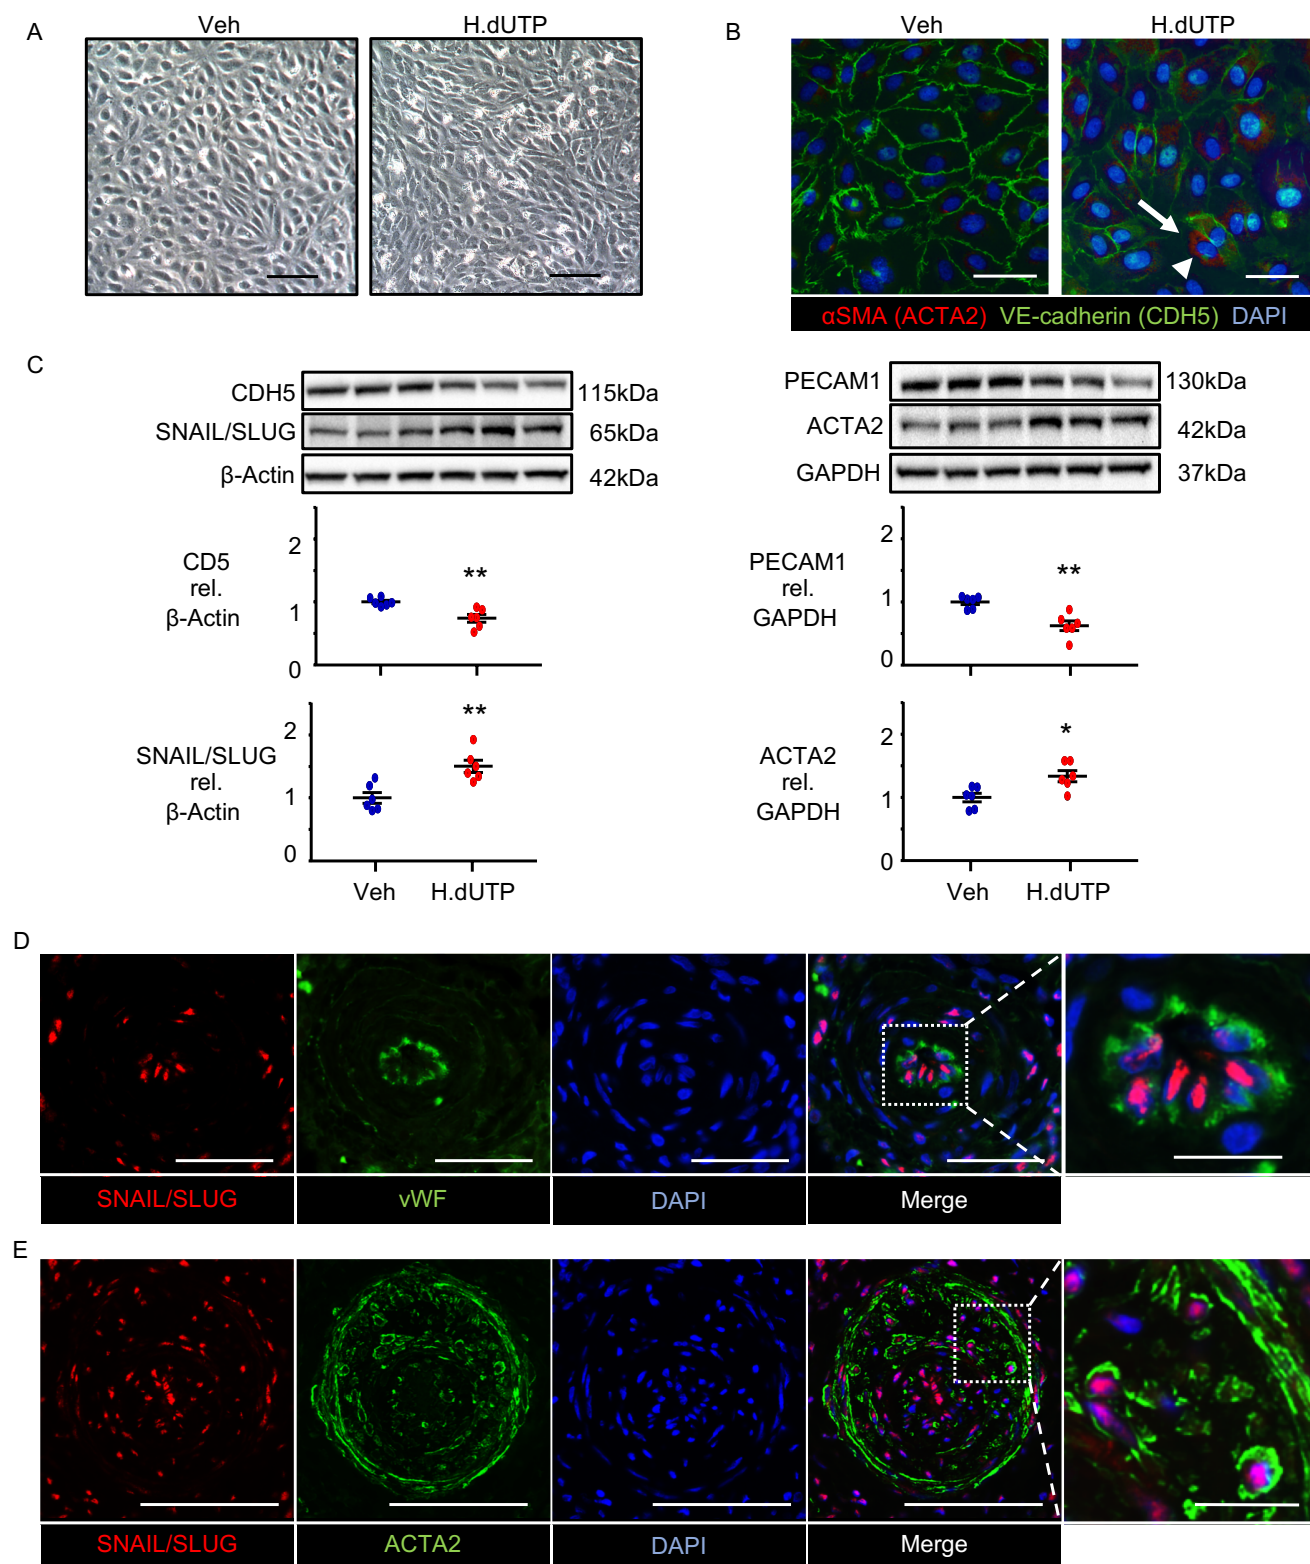 A
Veh
H.dUTP
B
Veh
H.dUTP
αSMA (ACTA2) VE-cadherin (CDH5) DAPI
C
CDH5
115kDa
SNAIL/SLUG
65kDa
β-Actin
42kDa
PECAM1
130kDa
ACTA2
42kDa
GAPDH
37kDa
CD5
rel.
β-Actin
2
1
0
**
PECAM1
rel.
GAPDH
2
1
0
**
SNAIL/SLUG
rel.
β-Actin
2
1
0
**
Veh
H.dUTP
ACTA2
rel.
GAPDH
2
1
0
*
Veh
H.dUTP
D
SNAIL/SLUG
vWF
DAPI
Merge
E
SNAIL/SLUG
ACTA2
DAPI
Merge